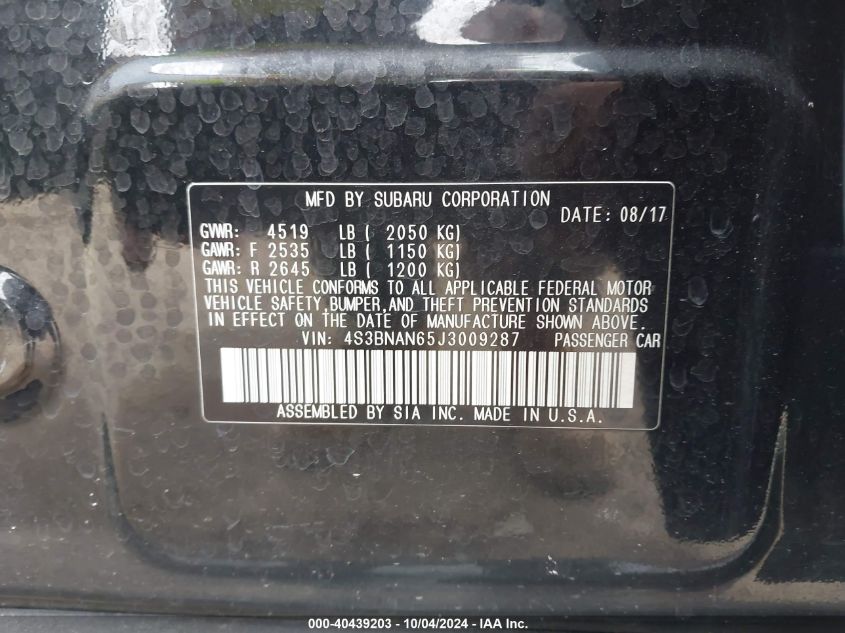 MFD BY SUBARU CORPORATION
DATE: 08/17
GVWR: 4519 LB ( 2050 KG)
GAWR: F 2535 LB ( 1150 KG)
GAWR: R 2645 LB ( 1200 KG)
THIS VEHICLE CONFORMS TO ALL APPLICABLE FEDERAL MOTOR
VEHICLE SAFETY,BUMPER,AND THEFT PREVENTION STANDARDS
IN EFFECT ON THE DATE OF MANUFACTURE SHOWN ABOVE.
VIN: 4S3BNAN65J3009287 PASSENGER CAR
ASSEMBLED BY SIA INC. MADE IN U.S.A.
000-40439203 - 10/04/2024 - IAA Inc.